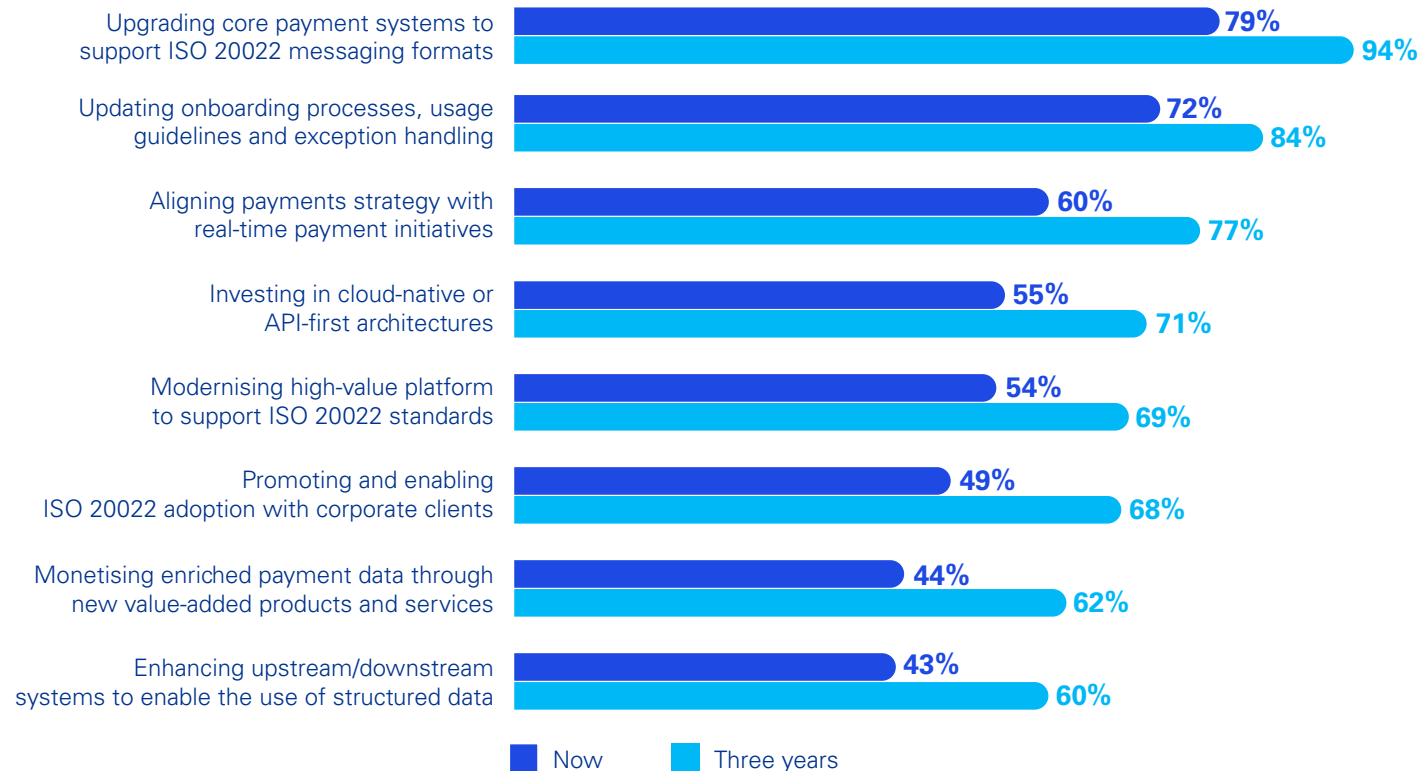 Upgrading core payment systems to
support ISO 20022 messaging formats
79%
94%
Updating onboarding processes, usage
guidelines and exception handling
72%
84%
Aligning payments strategy with
real-time payment initiatives
60%
77%
Investing in cloud-native or
API-first architectures
55%
71%
Modernising high-value platform
to support ISO 20022 standards
54%
69%
Promoting and enabling
ISO 20022 adoption with corporate clients
49%
68%
Monetising enriched payment data through
new value-added products and services
44%
62%
Enhancing upstream/downstream
systems to enable the use of structured data
43%
60%
Now
Three years